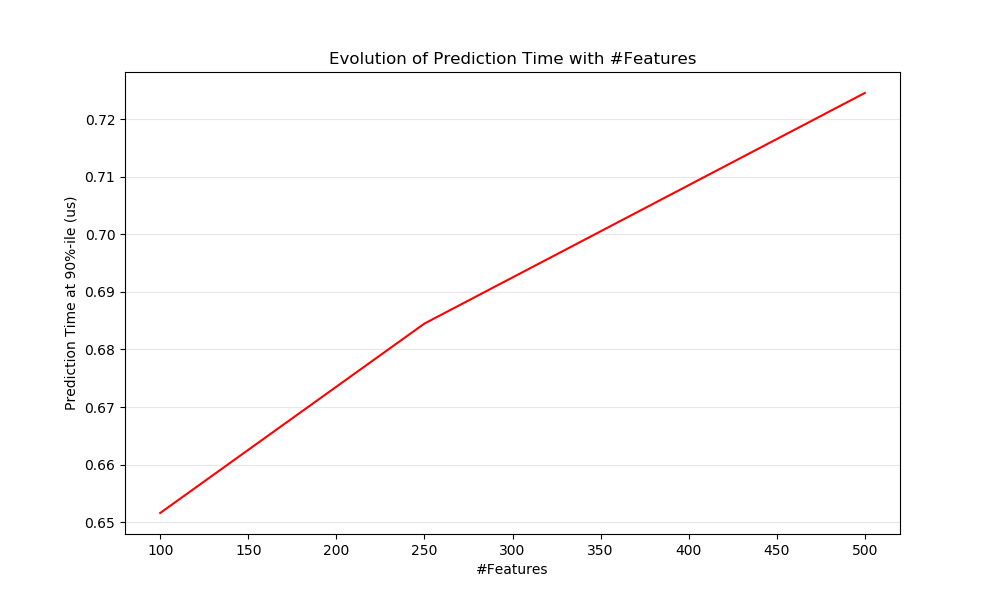 Evolution of Prediction Time with #Features
Prediction Time at 90%-ile (us)
0.72
0.71
0.70
0.69
0.68
0.67
0.66
0.65
100 150 200 250 300 350 400 450 500
#Features